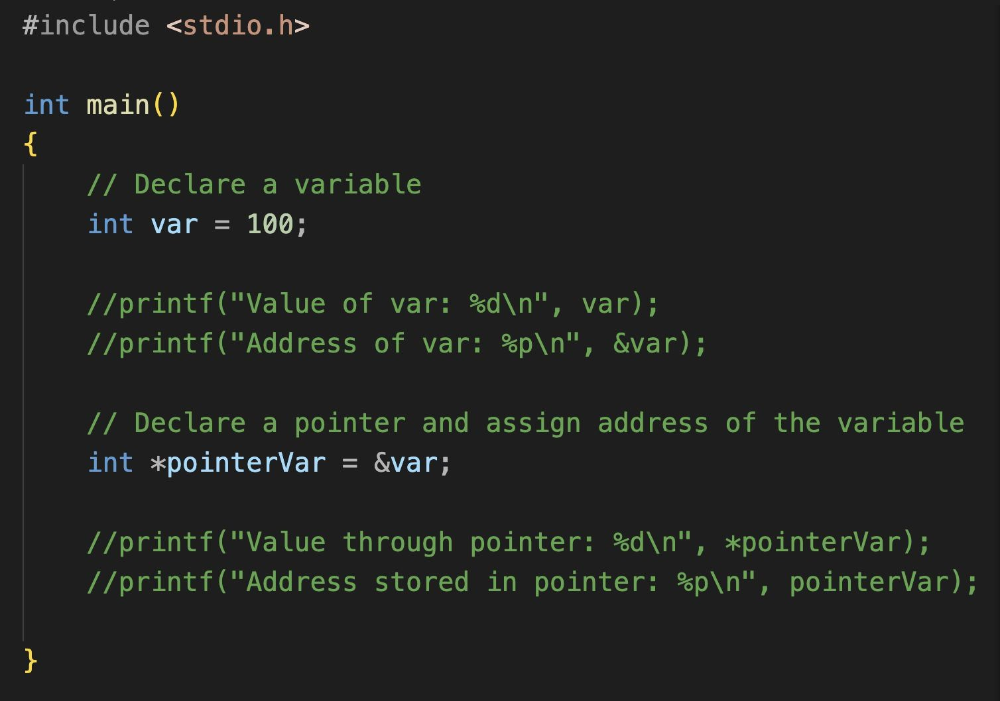 #include <stdio.h>
int main()
{
// Declare a variable
int var = 100;
//printf("Value of var: %d\n", var);
//printf("Address of var: %p\n", &var);
// Declare a pointer and assign address of the variable
int *pointerVar = &var;
//printf("Value through pointer: %d\n", *pointerVar);
//printf("Address stored in pointer: %p\n", pointerVar);
}